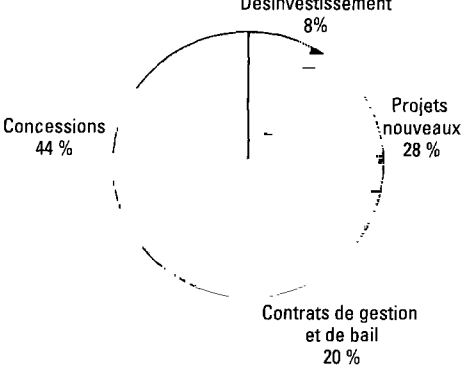 Désinvestissement
8%
Projets
nouveaux
28 %
Concessions
44 %
Contrats de gestion
et de bail
20 %